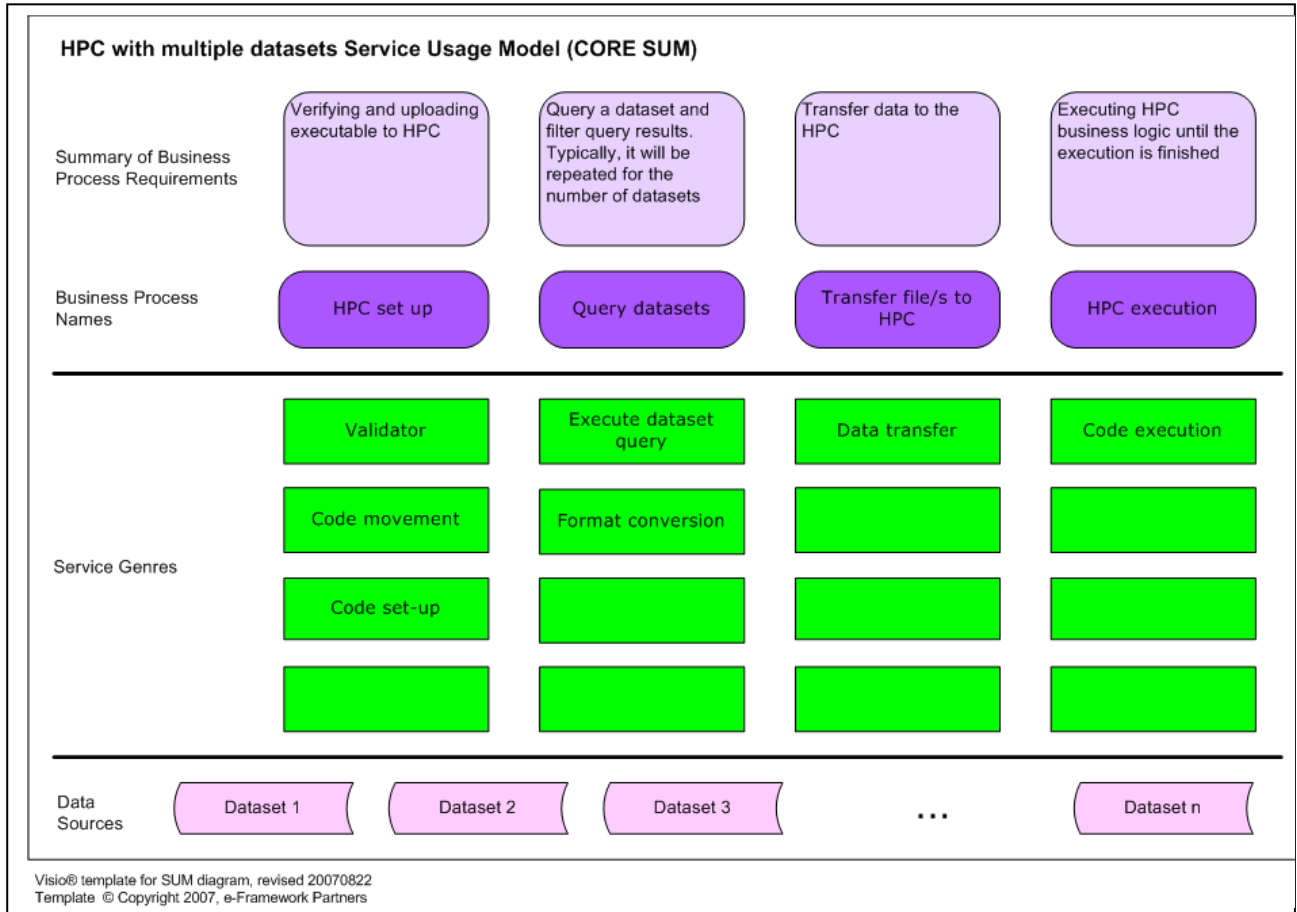 HPC with multiple datasets Service Usage Model (CORE SUM)
Summary of Business
Process Requirements
Verifying and uploading
executable to HPC
Query a dataset and
filter query results.
Typically, it will be
repeated for the
number of datasets
Transfer data to the
HPC
Executing HPC
business logic until the
execution is finished
Business Process
Names
HPC set up
Query datasets
Transfer file/s to
HPC
HPC execution
Service Genres
Validator
Execute dataset
query
Data transfer
Code execution
Code movement
Format conversion
Code set-up
Data
Sources
Dataset 1
Dataset 2
Dataset 3
...
Dataset n
Visio® template for SUM diagram, revised 20070822
Template © Copyright 2007, e-Framework Partners